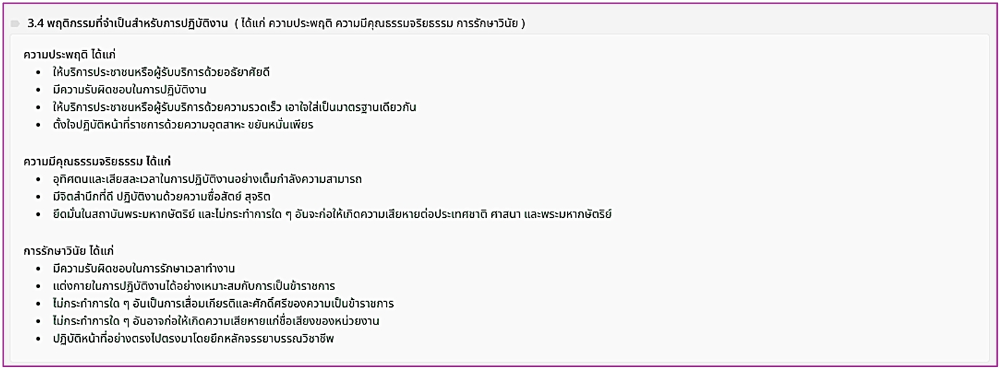 3.4 พฤติกรรมที่จำเป็นสำหรับการปฏิบัติงาน ( ได้แก่ ความประพฤติ ความมีคุณธรรมจริยธรรม การรักษาวินัย )
ความประพฤติ ได้แก่
• ให้บริการประชาชนหรือผู้รับบริการด้วยอธัยาศัยดี
• มีความรับผิดชอบในการปฏิบัติงาน
• ให้บริการประชาชนหรือผู้รับบริการด้วยความรวดเร็ว เอาใจใส่เป็นมาตรฐานเดียวกัน
• ตั้งใจปฏิบัติหน้าที่ราชการด้วยความอุตสาหะ ขยันหมั่นเพียร
ความมีคุณธรรมจริยธรรม ได้แก่
• อุทิศตนและเสียสละเวลาในการปฏิบัติงานอย่างเต็มกำลังความสามารถ
• มีจิตสำนึกที่ดี ปฏิบัติงานด้วยความซื่อสัตย์ สุจริต
• ยึดมั่นในสถาบันพระมหากษัตริย์ และไม่กระทำการใด ๆ อันจะก่อให้เกิดความเสียหายต่อประเทศชาติ ศาสนา และพระมหากษัตริย์
การรักษาวินัย ได้แก่
• มีความรับผิดชอบในการรักษาเวลาทำงาน
• แต่งกายในการปฏิบัติงานได้อย่างเหมาะสมกับการเป็นข้าราชการ
• ไม่กระทำการใด ๆ อันเป็นการเสื่อมเกียรติและศักดิ์ศรีของความเป็นข้าราชการ
• ไม่กระทำการใด ๆ อันอาจก่อให้เกิดความเสียหายแก่ชื่อเสียงของหน่วยงาน
• ปฏิบัติหน้าที่อย่างตรงไปตรงมาโดยยึกหลักจรรยาบรรณวิชาชีพ